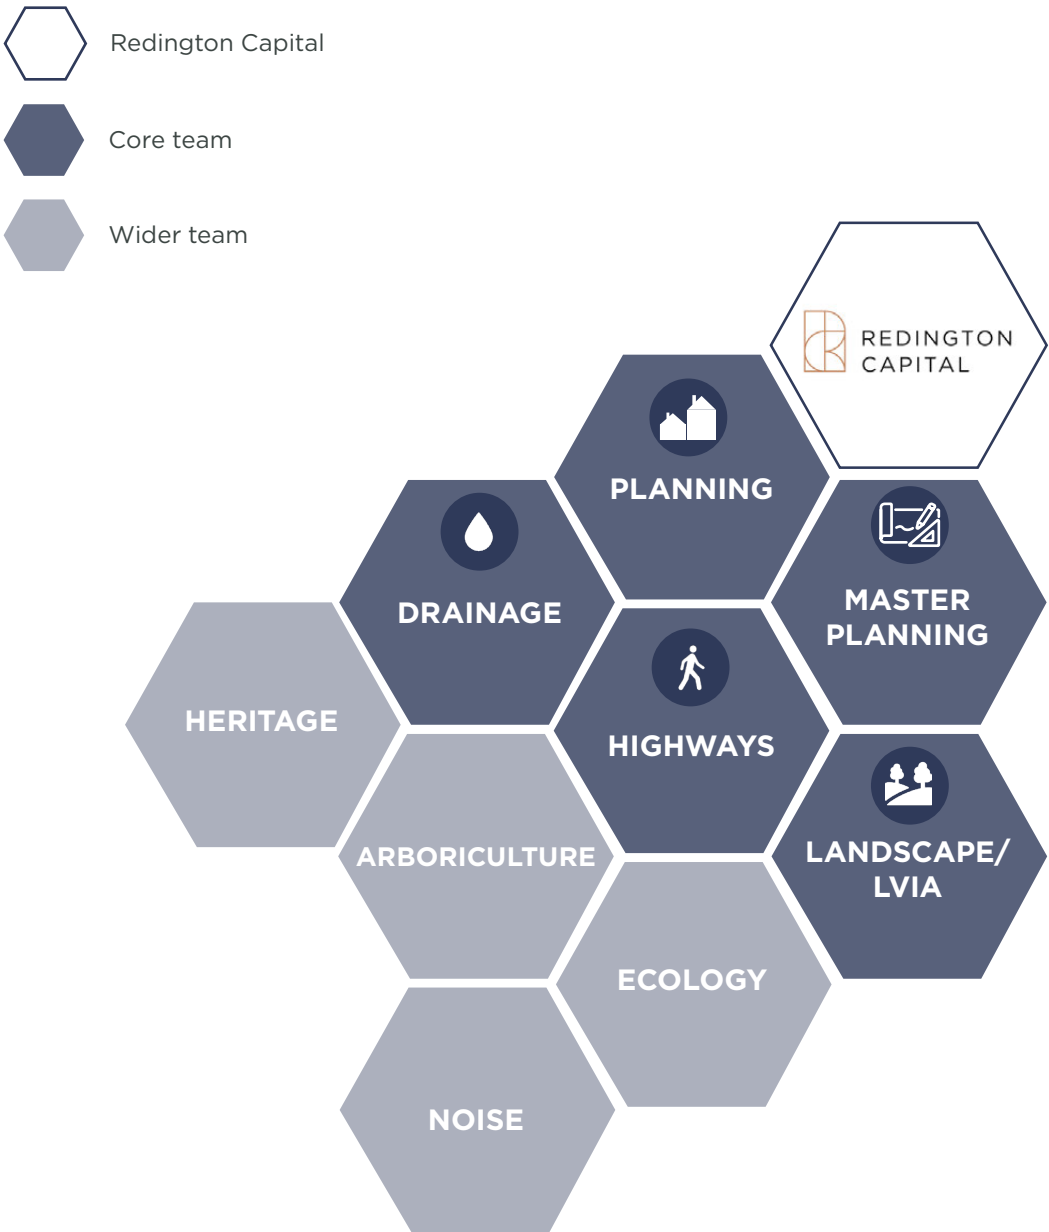 Redington Capital
Core team
Wider team
REDINGTON
CAPITAL
PLANNING
DRAINAGE
MASTER
PLANNING
HERITAGE
HIGHWAYS
ARBORICULTURE
LANDSCAPE/
LVIA
ECOLOGY
NOISE